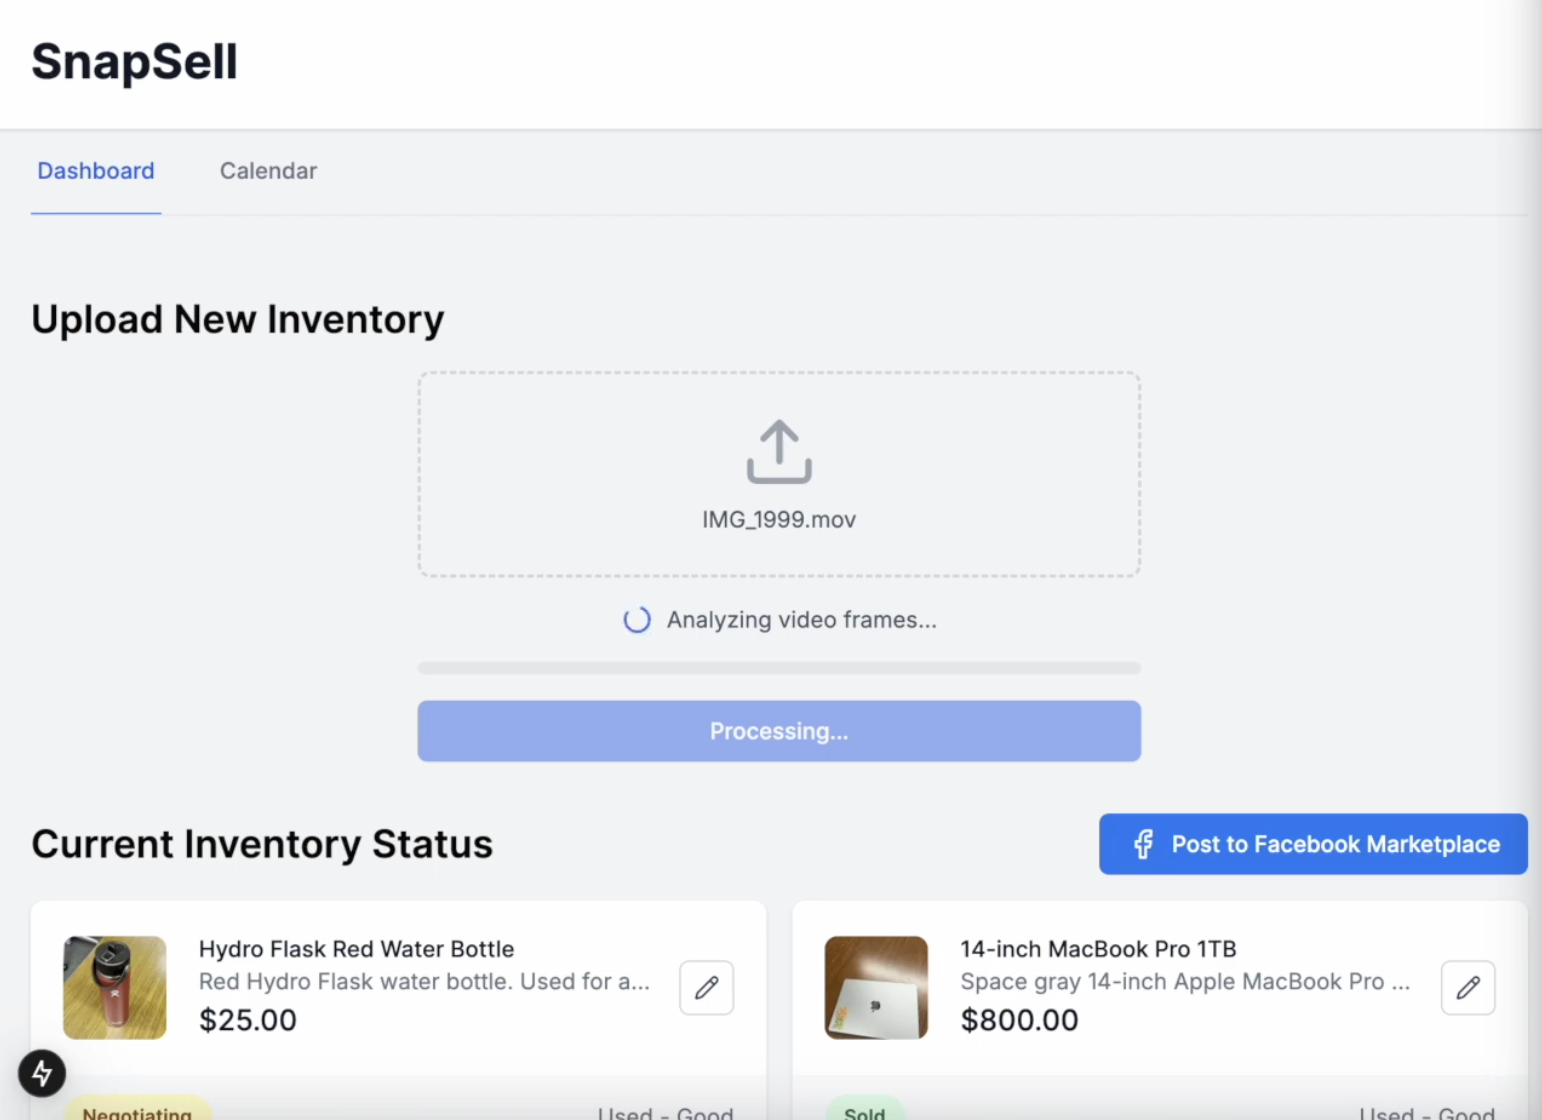 SnapSell
Dashboard Calendar
Upload New Inventory
IMG_1999.mov
Analyzing video frames...
Processing...
Current Inventory Status
Post to Facebook Marketplace
Hydro Flask Red Water Bottle
Red Hydro Flask water bottle. Used for a...
$25.00
Negotiating
Used - Good
14-inch MacBook Pro 1TB
Space gray 14-inch Apple MacBook Pro ...
$800.00
Sold
Used - Good